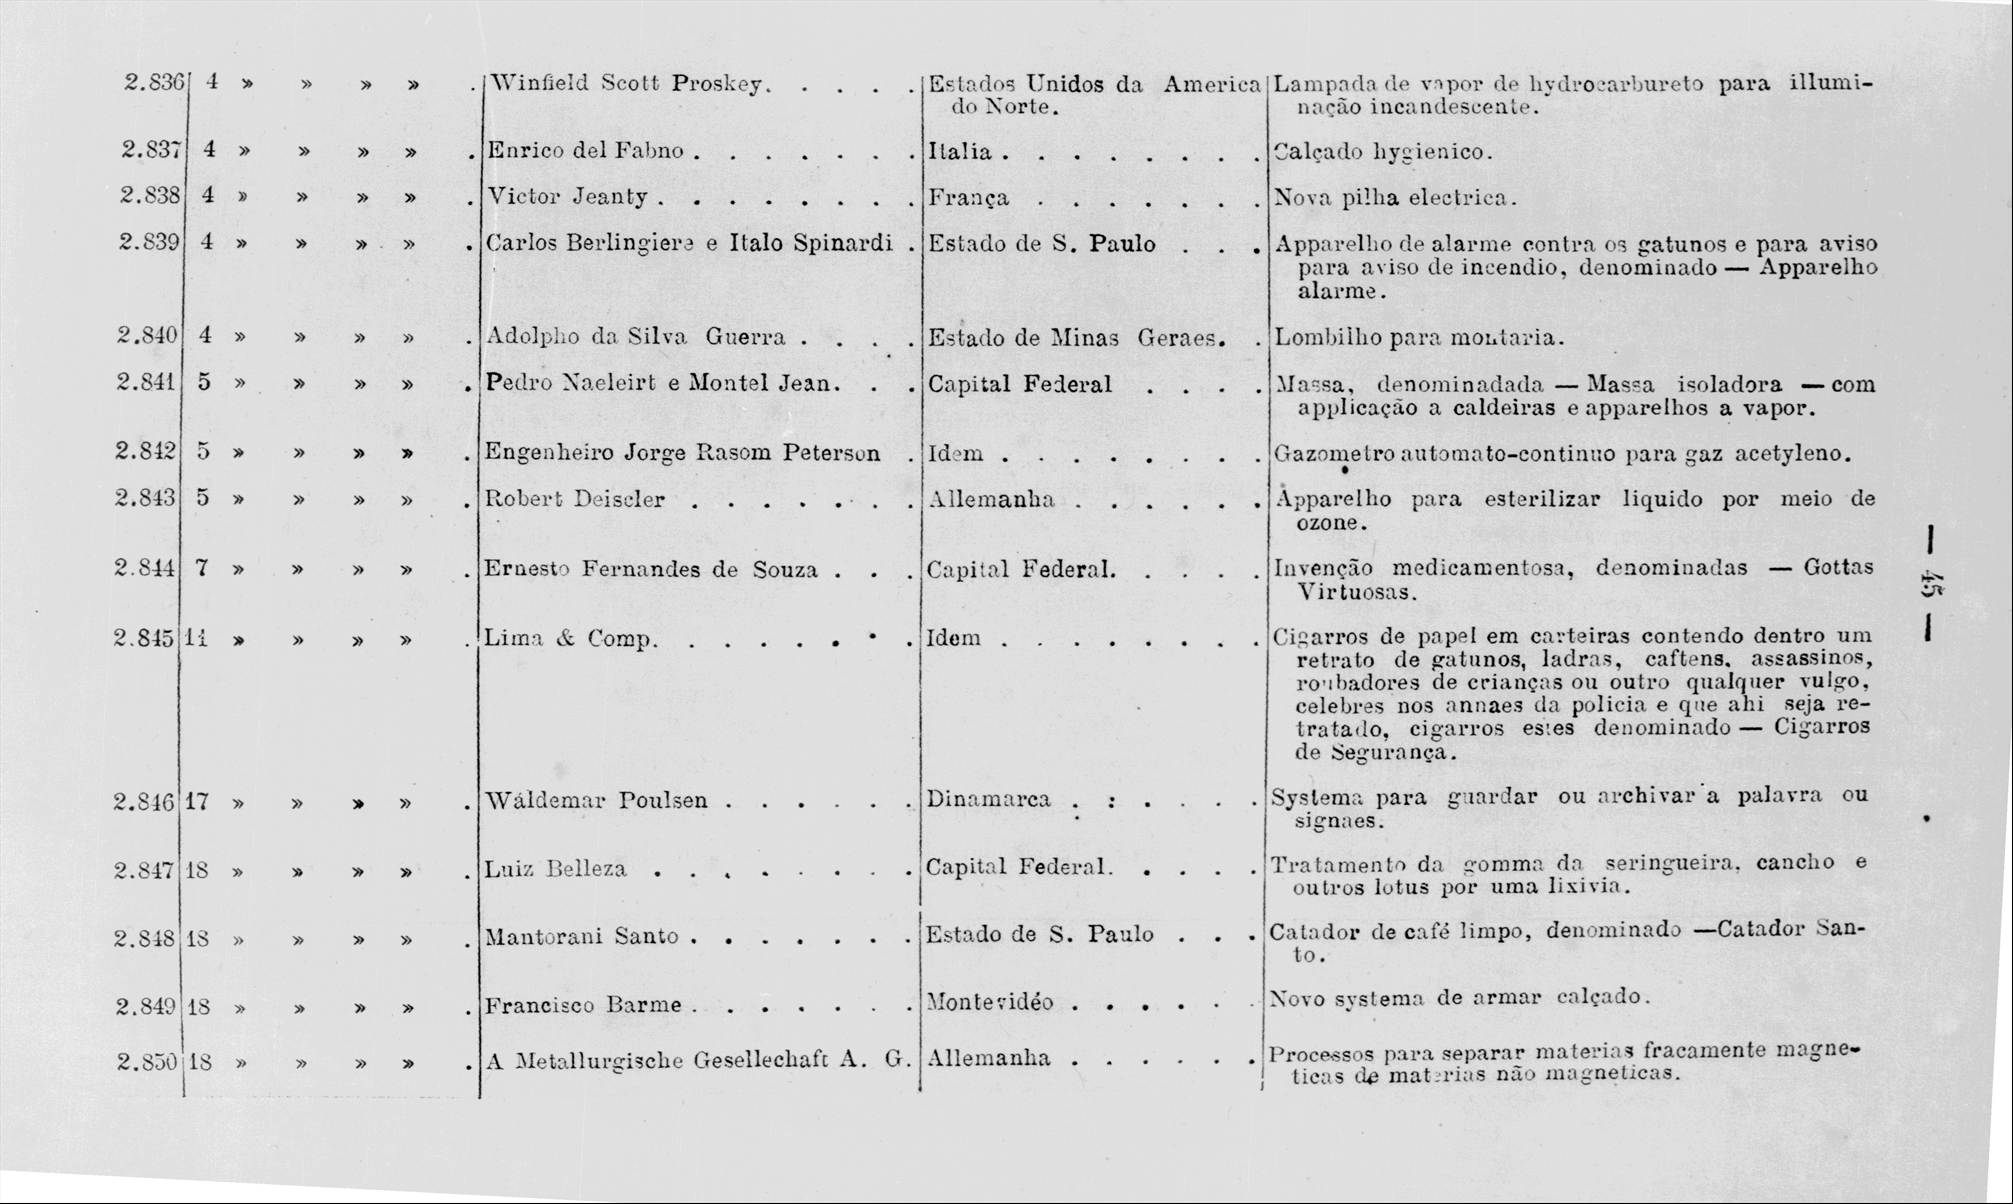 2.836 4 » » » » . Winfield Scott Proskey. . . . . Estados Unidos da America Lampada de vapor de hydrocarbureto para illumi-
do Norte. nação incandescente.
2.837 4 » » » » . Enrico del Fabno . . . . . . . Italia . . . . . . . . Calçado hygienico.
2.838 4 » » » » . Victor Jeanty . . . . . . . . França . . . . . . . Nova pilha electrica.
2.839 4 » » » » . Carlos Berlingiere e Italo Spinardi . Estado de S. Paulo . . . Apparelho de alarme contra os gatunos e para aviso
para aviso de incendio, denominado — Apparelho
alarme.
2.840 4 » » » » . Adolpho da Silva Guerra . . . . Estado de Minas Geraes. . Lombilho para montaria.
2.841 5 » » » » . Pedro Naeleirt e Montel Jean. . . Capital Federal . . . . Massa, denominadada — Massa isoladora — com
applicação a caldeiras e apparelhos a vapor.
2.842 5 » » » » . Engenheiro Jorge Rasom Peterson . Idem . . . . . . . . Gazometro automato-continuo para gaz acetyleno.
2.843 5 » » » » . Robert Deiscler . . . . . . . Allemanha . . . . . . Apparelho para esterilizar liquido por meio de
ozone.
2.844 7 » » » » . Ernesto Fernandes de Souza . . . Capital Federal. . . . . Invenção medicamentosa, denominadas — Gottas
Virtuosas.
— 45 —
2.845 11 » » » » . Lima & Comp. . . . . . . . Idem . . . . . . . . Cigarros de papel em carteiras contendo dentro um
retrato de gatunos, ladras, caftens, assassinos,
roubadores de crianças ou outro qualquer vulgo,
celebres nos annaes da policia e que ahi seja re-
tratado, cigarros estes denominado — Cigarros
de Segurança.
2.846 17 » » » » . Waldemar Poulsen . . . . . . Dinamarca . : . . . . Systema para guardar ou archivar a palavra ou
signaes.
2.847 18 » » » » . Luiz Belleza . . . . . . . . Capital Federal. . . . . Tratamento da gomma da seringueira, cancho e
outros lotus por uma lixivia.
2.848 18 » » » » . Mantorani Santo . . . . . . . Estado de S. Paulo . . . Catador de café limpo, denominado —Catador San-
to.
2.849 18 » » » » . Francisco Barme . . . . . . . Montevidéo . . . . . . Novo systema de armar calçado.
2.850 18 » » » » . A Metallurgische Gesellechaft A. G. Allemanha . . . . . . Processos para separar materias fracamente magne-
ticas de materias não magneticas.